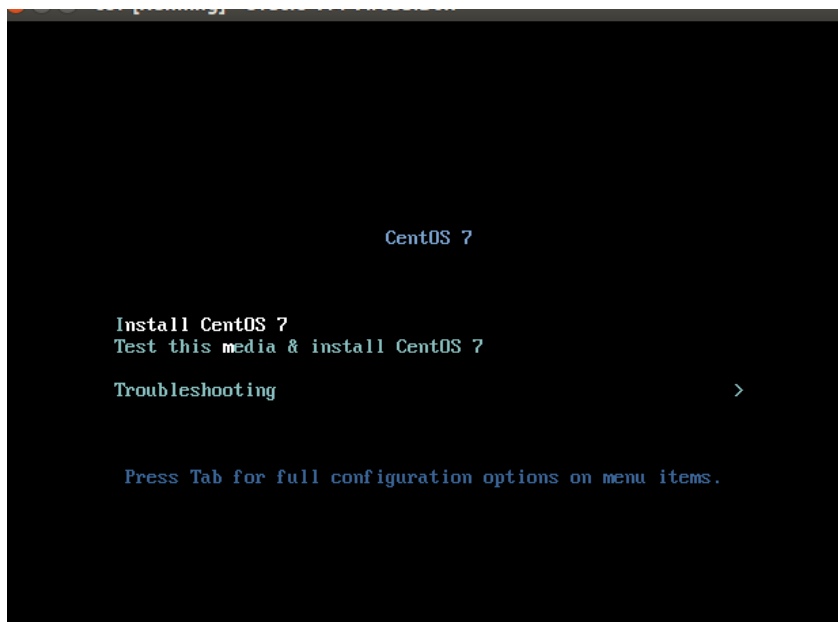 CentOS 7
Install CentOS 7
Test this media & install CentOS 7
Troubleshooting >
Press Tab for full configuration options on menu items.